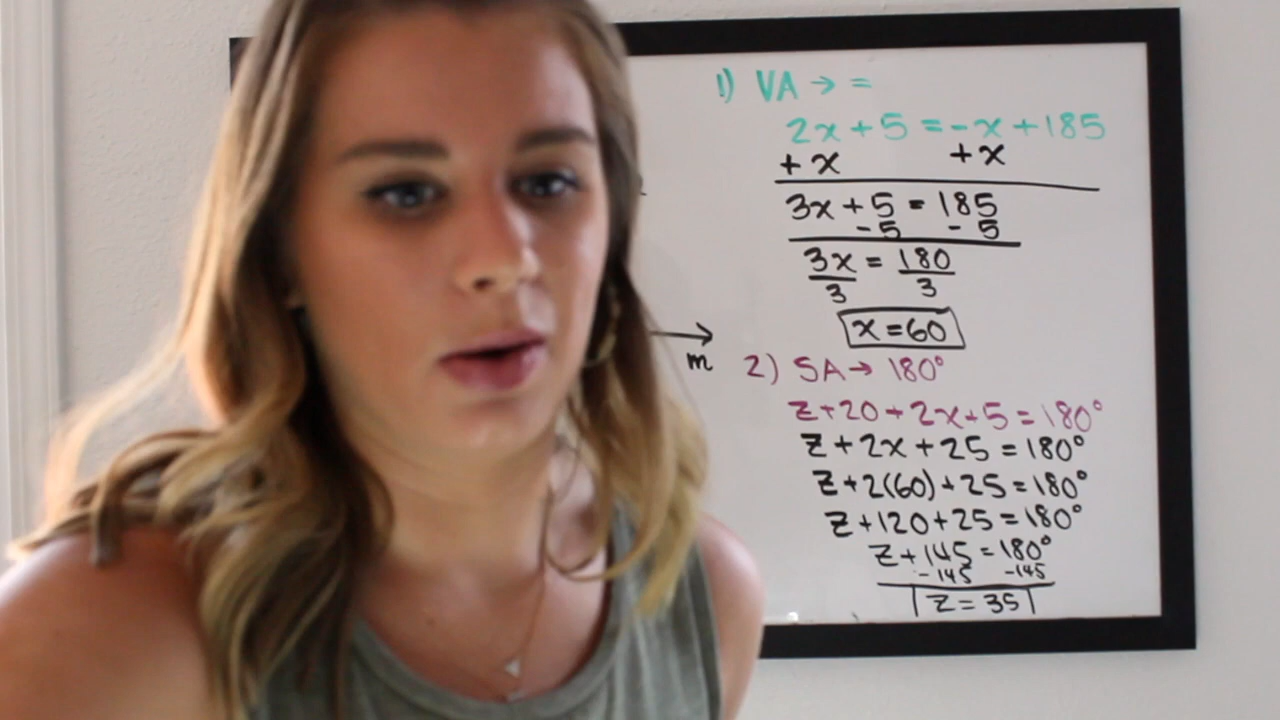 1) VA → =
2x + 5 = -x + 185
+ x + x
3x + 5 = 185
- 5 - 5
3x = 180
3 3
x = 60
m
2) SA → 180°
z + 20 + 2x + 5 = 180°
z + 2x + 25 = 180°
z + 2(60) + 25 = 180°
z + 120 + 25 = 180°
z + 145 = 180°
- 145 - 145
z = 35